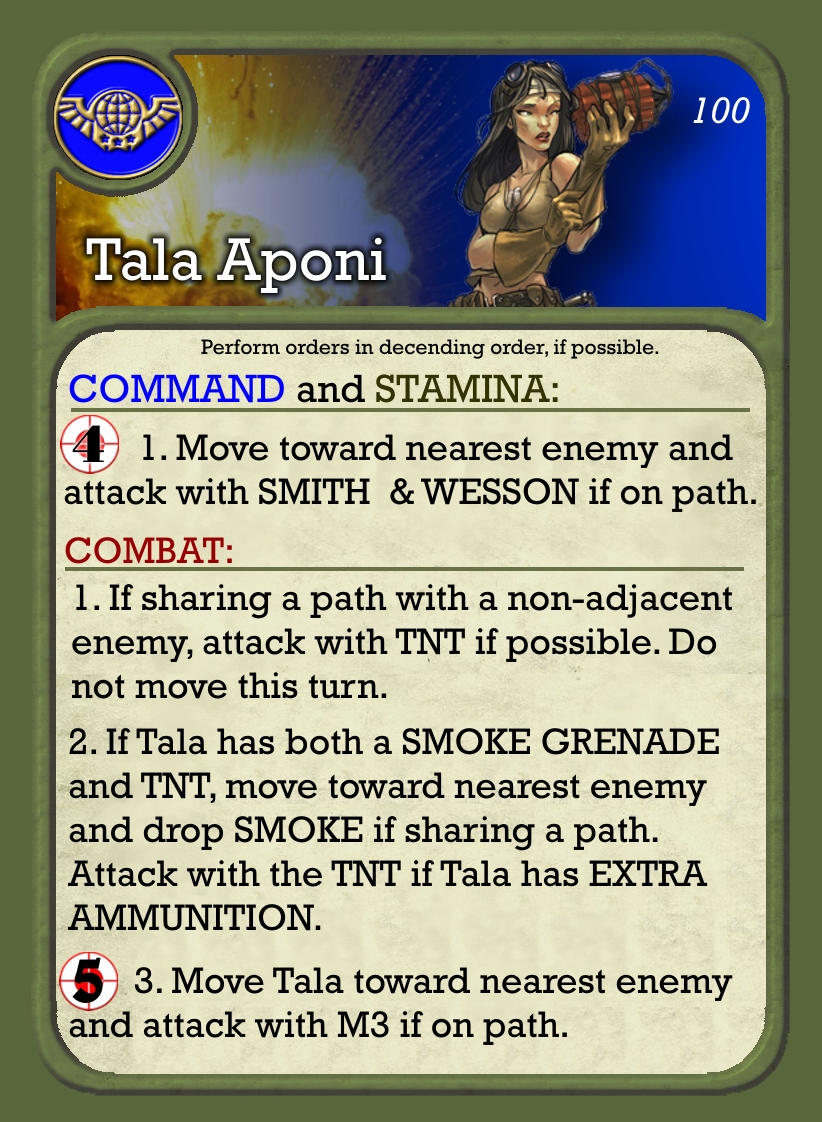 100
Tala Aponi
Perform orders in decending order, if possible.
COMMAND and STAMINA:
4 1. Move toward nearest enemy and
attack with SMITH & WESSON if on path.
COMBAT:
1. If sharing a path with a non-adjacent
enemy, attack with TNT if possible. Do
not move this turn.
2. If Tala has both a SMOKE GRENADE
and TNT, move toward nearest enemy
and drop SMOKE if sharing a path.
Attack with the TNT if Tala has EXTRA
AMMUNITION.
5 3. Move Tala toward nearest enemy
and attack with M3 if on path.